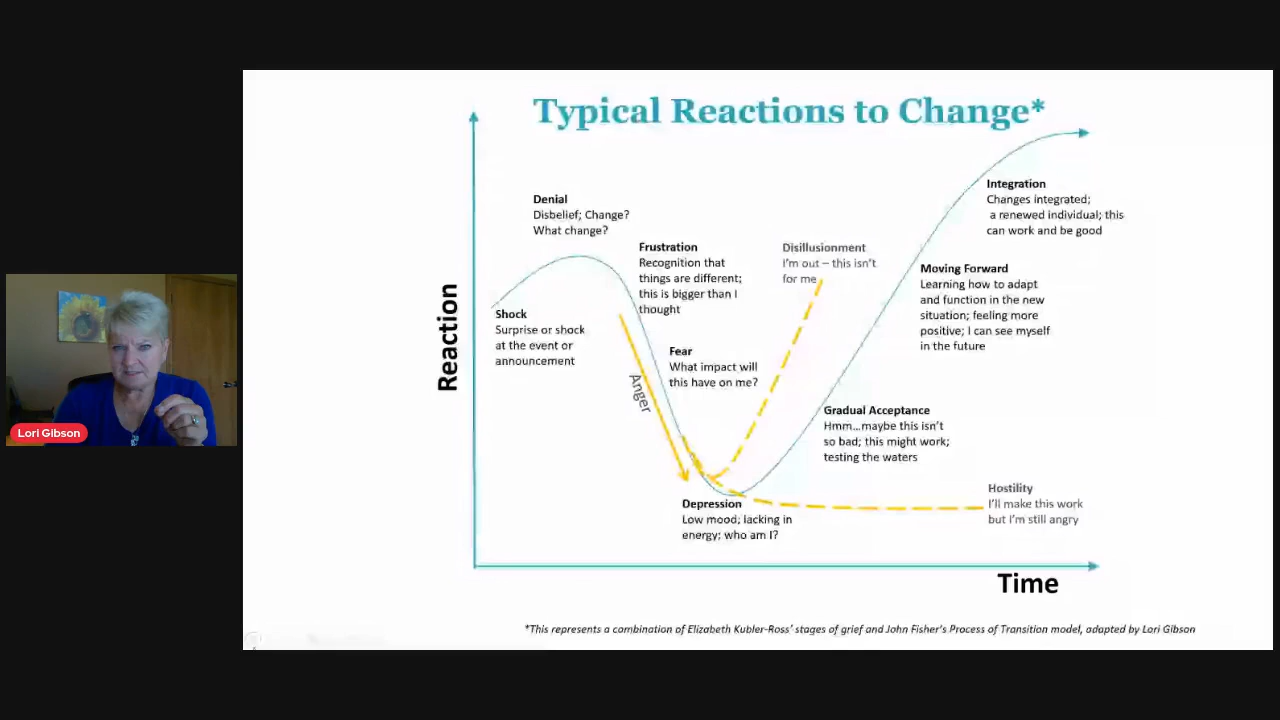 Typical Reactions to Change*
Denial
Disbelief; Change?
What change?
Frustration
Recognition that
things are different;
this is bigger than I
thought
Disillusionment
I'm out – this isn't
for me
Integration
Changes integrated;
a renewed individual; this
can work and be good
Moving Forward
Learning how to adapt
and function in the new
situation; feeling more
positive; I can see myself
in the future
Shock
Surprise or shock
at the event or
announcement
Reaction
Fear
What impact will
this have on me?
Anger
Gradual Acceptance
Hmm...maybe this isn't
so bad; this might work;
testing the waters
Lori Gibson
Depression
Low mood; lacking in
energy; who am I?
Hostility
I'll make this work
but I'm still angry
Time
*This represents a combination of Elizabeth Kubler-Ross' stages of grief and John Fisher's Process of Transition model, adapted by Lori Gibson